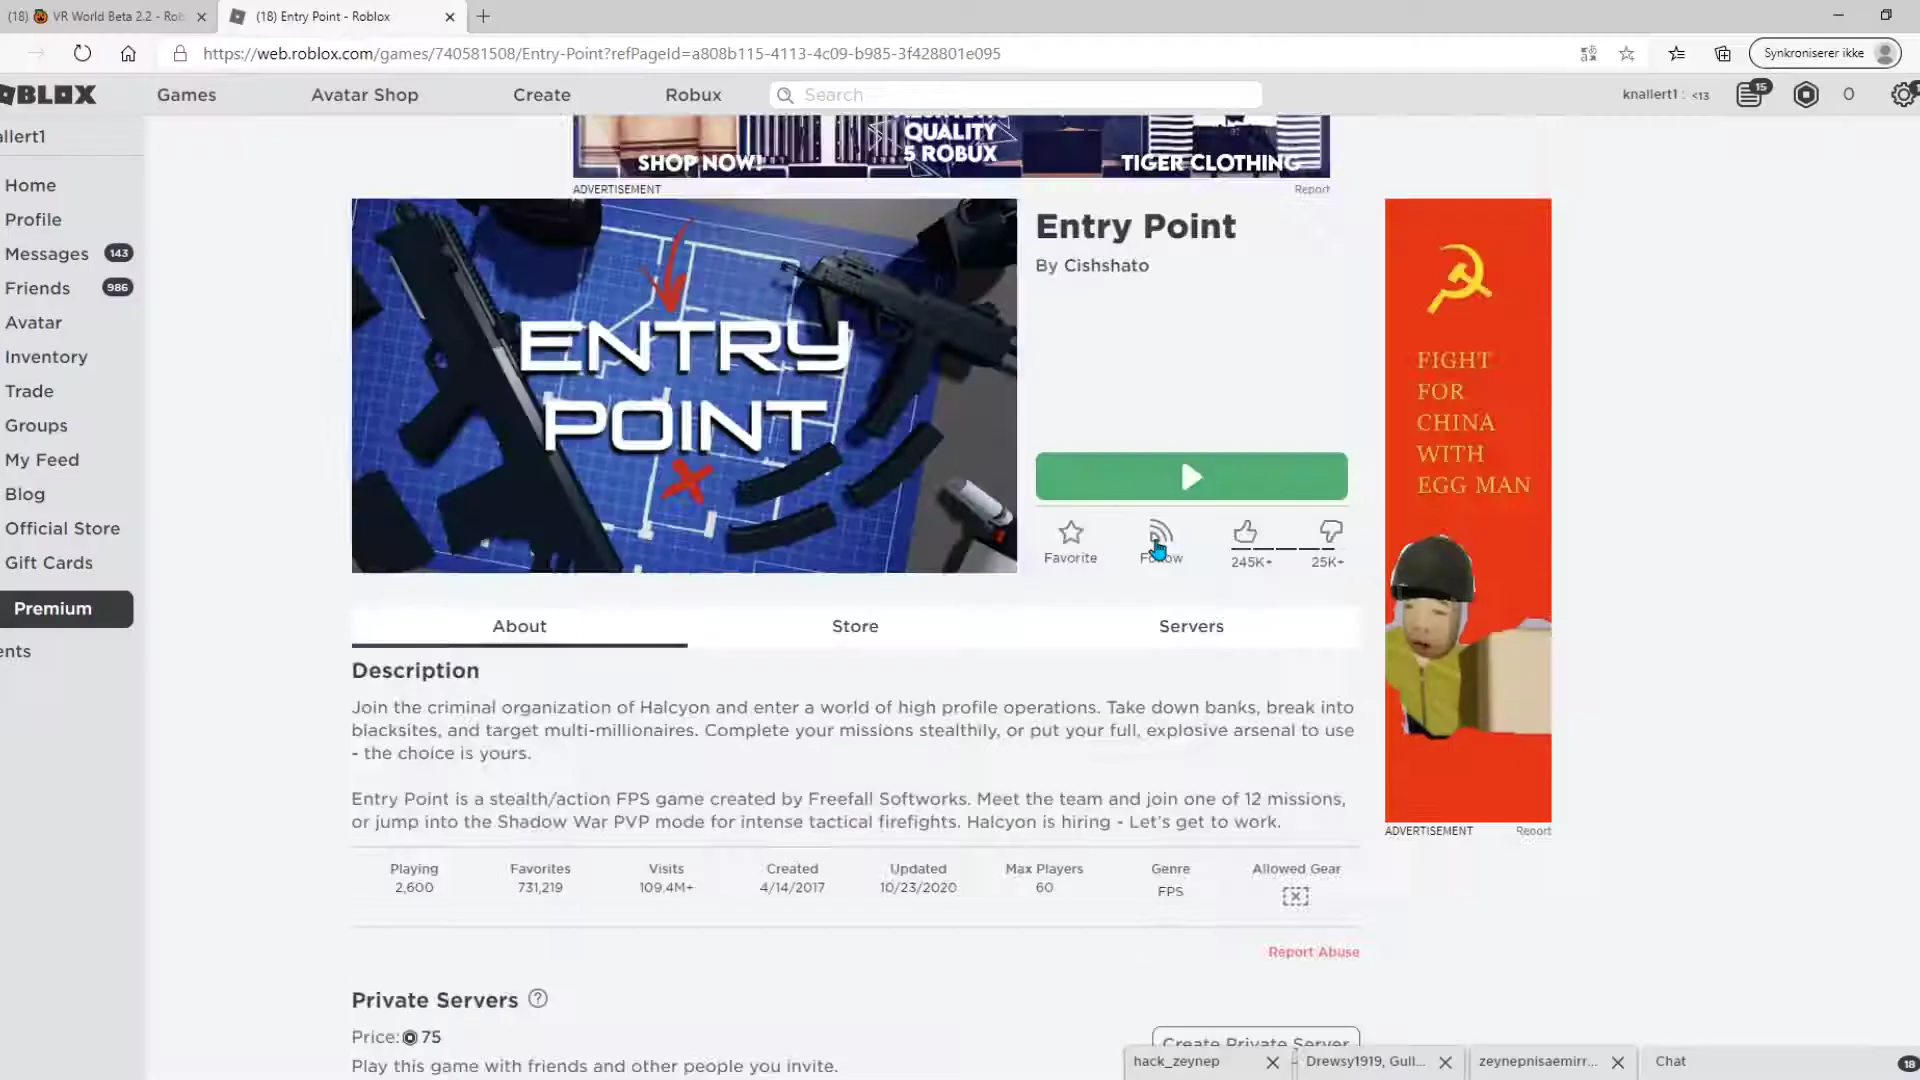 (18) VR World Beta 2.2 - Rob
(18) Entry Point - Roblox
https://web.roblox.com/games/740581508/Entry-Point?refPageId=a808b115-4113-4c09-b985-3f428801e095
Synkroniserer ikke
BLOX
Games
Avatar Shop
Create
Robux
Search
knallert1 : <13
15
0
allert1
Home
Profile
Messages 143
Friends 986
Avatar
Inventory
Trade
Groups
My Feed
Blog
Official Store
Gift Cards
Premium
ents
SHOP NOW!
QUALITY
5 ROBUX
TIGER CLOTHING
ADVERTISEMENT
Report
ENTRY
POINT
Entry Point
By Cishshato
Favorite
Follow
245K+
25K+
FIGHT
FOR
CHINA
WITH
EGG MAN
ADVERTISEMENT
Report
About
Store
Servers
Description
Join the criminal organization of Halcyon and enter a world of high profile operations. Take down banks, break into
blacksites, and target multi-millionaires. Complete your missions stealthily, or put your full, explosive arsenal to use
- the choice is yours.
Entry Point is a stealth/action FPS game created by Freefall Softworks. Meet the team and join one of 12 missions,
or jump into the Shadow War PVP mode for intense tactical firefights. Halcyon is hiring - Let's get to work.
Playing
2,600
Favorites
731,219
Visits
109.4M+
Created
4/14/2017
Updated
10/23/2020
Max Players
60
Genre
FPS
Allowed Gear
Report Abuse
Private Servers
Price: 75
Create Private Server
Play this game with friends and other people you invite.
hack_zeynep
Drewsy1919, Gull...
zeynepnisaemirr...
Chat
18